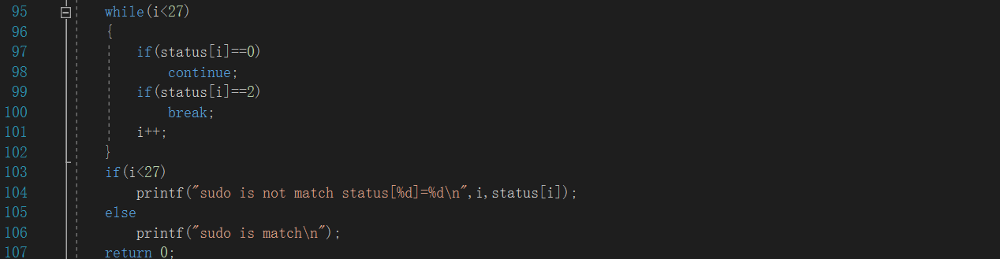 95 while(i<27)
96 {
97 if(status[i]==0)
98 continue;
99 if(status[i]==2)
100 break;
101 i++;
102 }
103 if(i<27)
104 printf("sudo is not match status[%d]=%d\n",i,status[i]);
105 else
106 printf("sudo is match\n");
107 return 0;